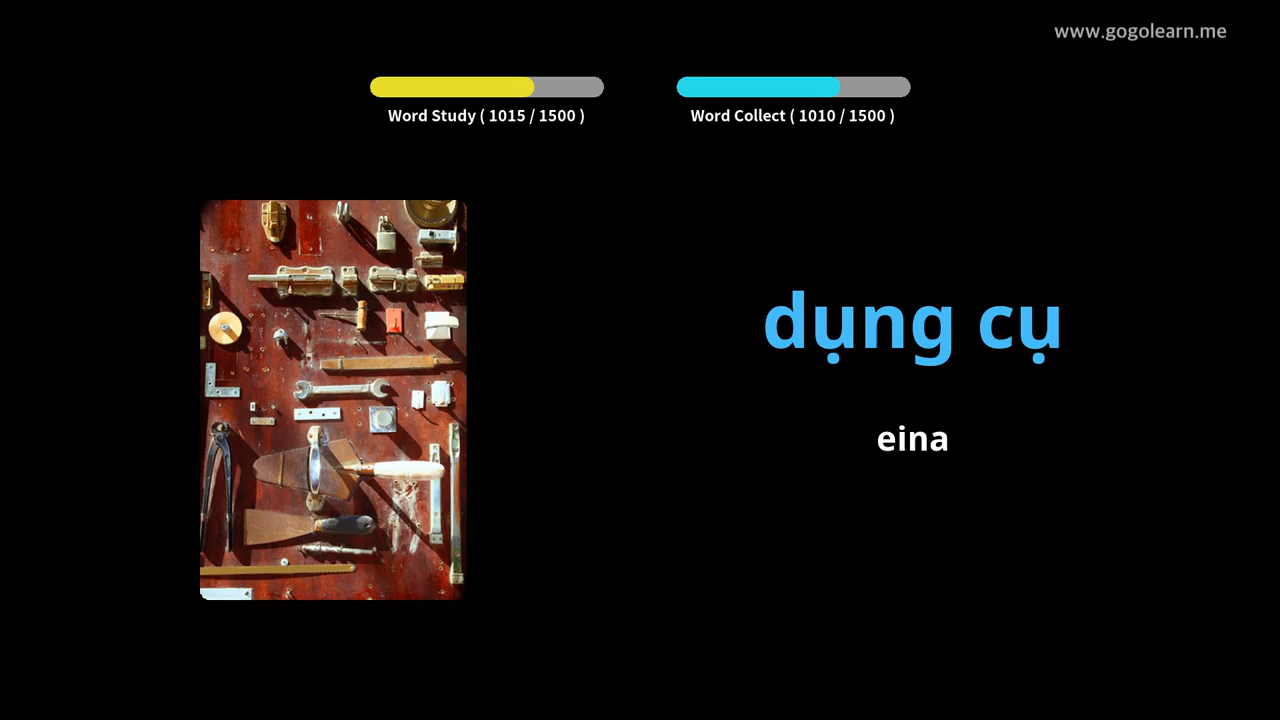 www.gogolearn.me
Word Study ( 1015 / 1500 )
Word Collect ( 1010 / 1500 )
dụng cụ
eina